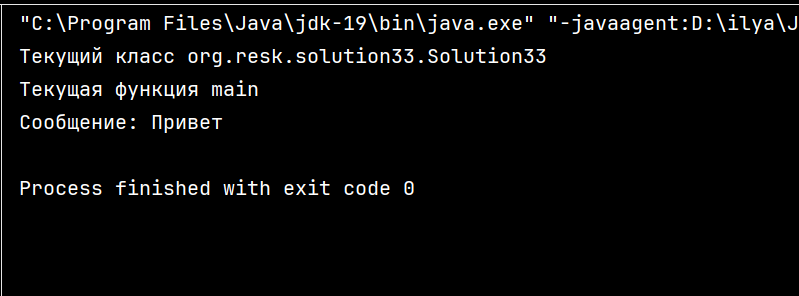 "C:\Program Files\Java\jdk-19\bin\java.exe" "-javaagent:D:\ilya\J
Текущий класс org.resk.solution33.Solution33
Текущая функция main
Сообщение: Привет
Process finished with exit code 0